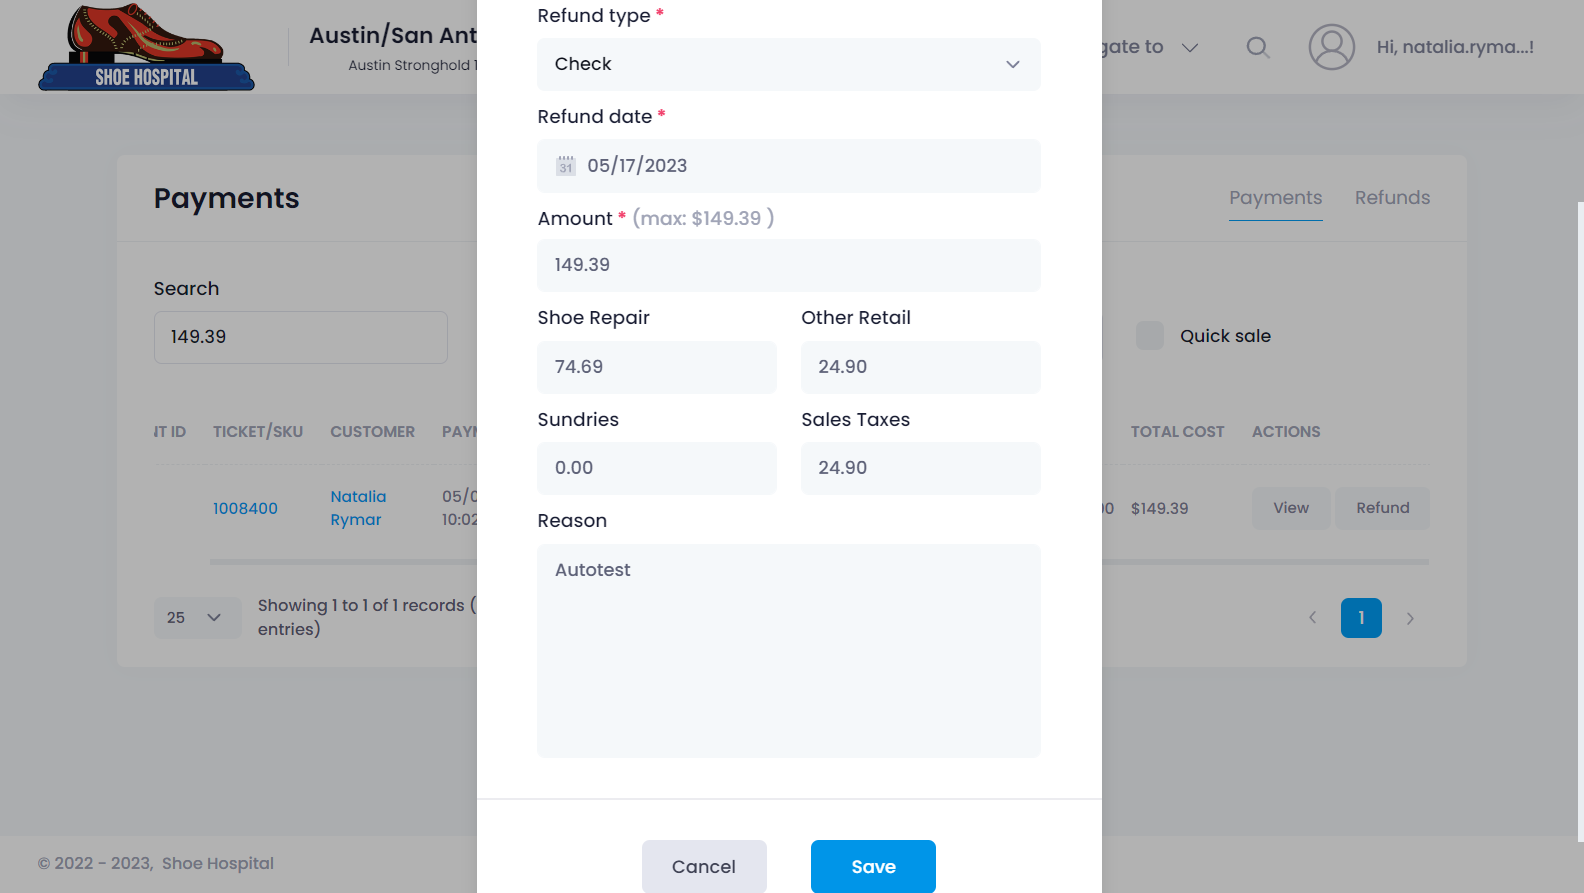 SHOE HOSPITAL
Austin/San Ant
Austin Stronghold 1
gate to
Hi, natalia.ryma...!
Refund type *
Check
Refund date *
31 05/17/2023
Amount * (max: $149.39 )
149.39
Shoe Repair
Other Retail
74.69
24.90
Sundries
Sales Taxes
0.00
24.90
Reason
Autotest
Cancel
Save
Payments
Payments
Refunds
Search
149.39
Quick sale
NT ID
TICKET/SKU
CUSTOMER
PAYM
TOTAL COST
ACTIONS
1008400
Natalia
Rymar
05/0
10:02
00
$149.39
View
Refund
25
Showing 1 to 1 of 1 records (
entries)
1
© 2022 - 2023, Shoe Hospital